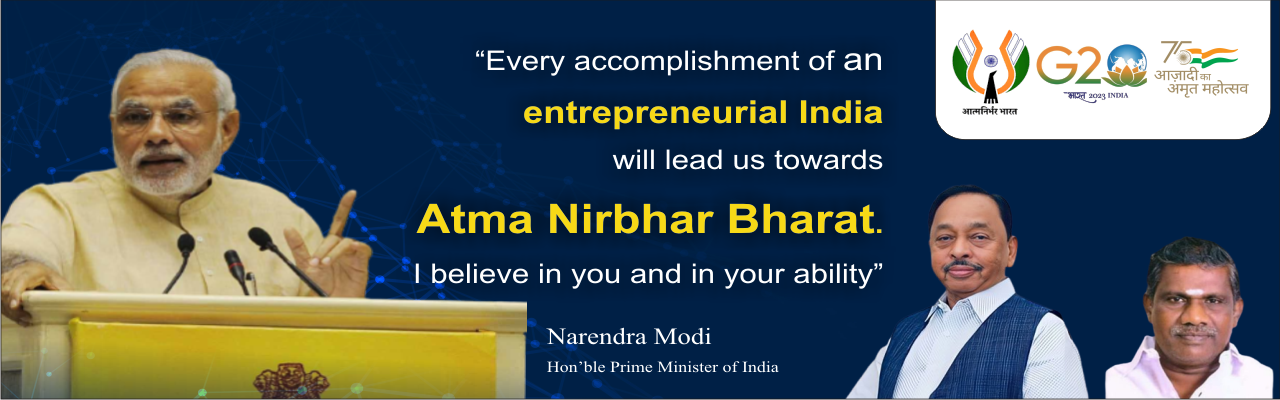 “Every accomplishment of an
entrepreneurial India
will lead us towards
Atma Nirbhar Bharat.
I believe in you and in your ability”
Narendra Modi
Hon’ble Prime Minister of India
आत्मनिर्भर भारत
G20
भारत 2023 INDIA
75
आज़ादी का
अमृत महोत्सव